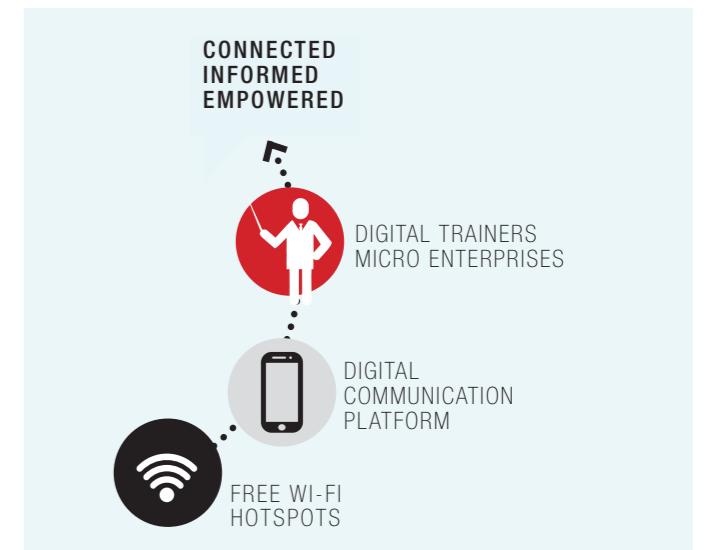 CONNECTED
INFORMED
EMPOWERED
DIGITAL TRAINERS
MICRO ENTERPRISES
DIGITAL
COMMUNICATION
PLATFORM
FREE WI-FI
HOTSPOTS